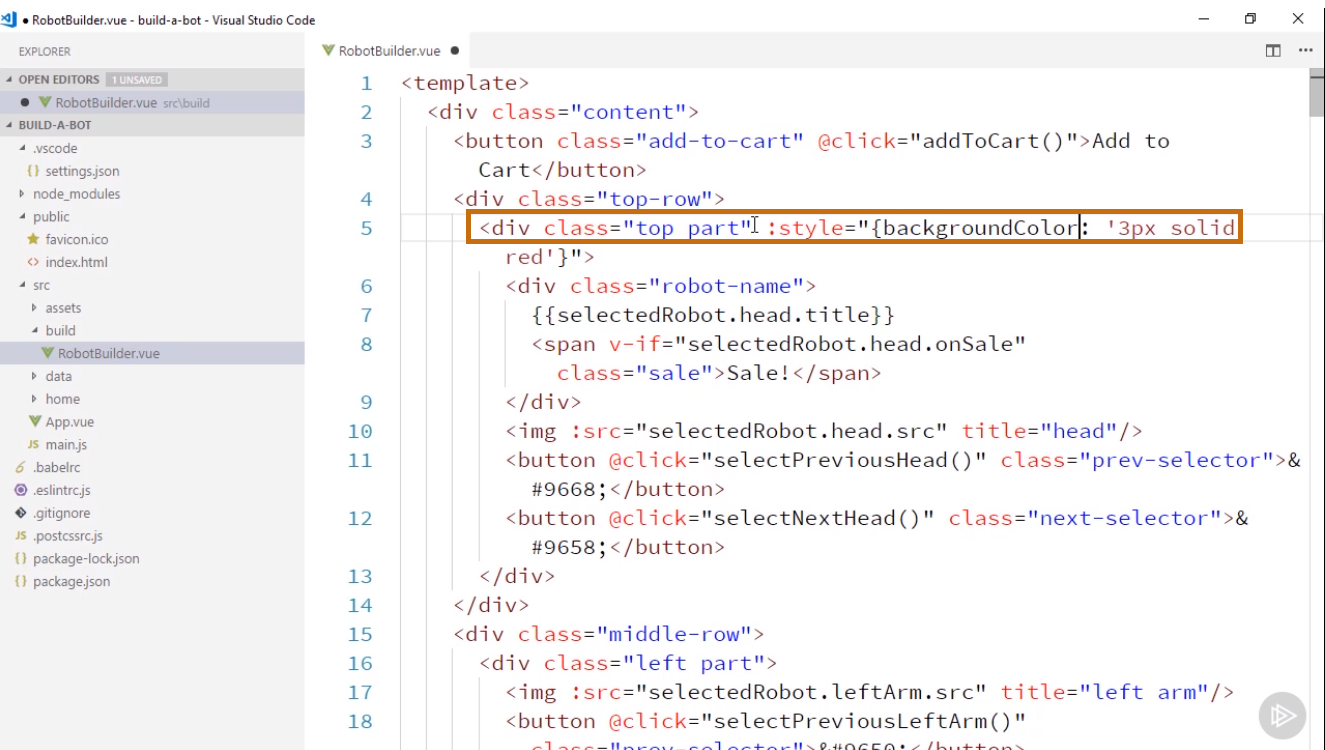 RobotBuilder.vue - build-a-bot - Visual Studio Code
EXPLORER
OPEN EDITORS 1 UNSAVED
RobotBuilder.vue src\build
BUILD-A-BOT
.vscode
{} settings.json
node_modules
public
favicon.ico
<> index.html
src
assets
build
RobotBuilder.vue
data
home
App.vue
JS main.js
.babelrc
.eslintrc.js
.gitignore
JS .postcssrc.js
{} package-lock.json
{} package.json
RobotBuilder.vue
1 <template>
2 <div class="content">
3 <button class="add-to-cart" @click="addToCart()">Add to
Cart</button>
4 <div class="top-row">
5 <div class="top part" :style="{backgroundColor: '3px solid
red'}">
6 <div class="robot-name">
7 {{selectedRobot.head.title}}
8 <span v-if="selectedRobot.head.onSale"
class="sale">Sale!</span>
9 </div>
10 <img :src="selectedRobot.head.src" title="head"/>
11 <button @click="selectPreviousHead()" class="prev-selector">&
#9668;</button>
12 <button @click="selectNextHead()" class="next-selector">&
#9658;</button>
13 </div>
14 </div>
15 <div class="middle-row">
16 <div class="left part">
17 <img :src="selectedRobot.leftArm.src" title="left arm"/>
18 <button @click="selectPreviousLeftArm()"
class="prev-selector">&#9650;</button>